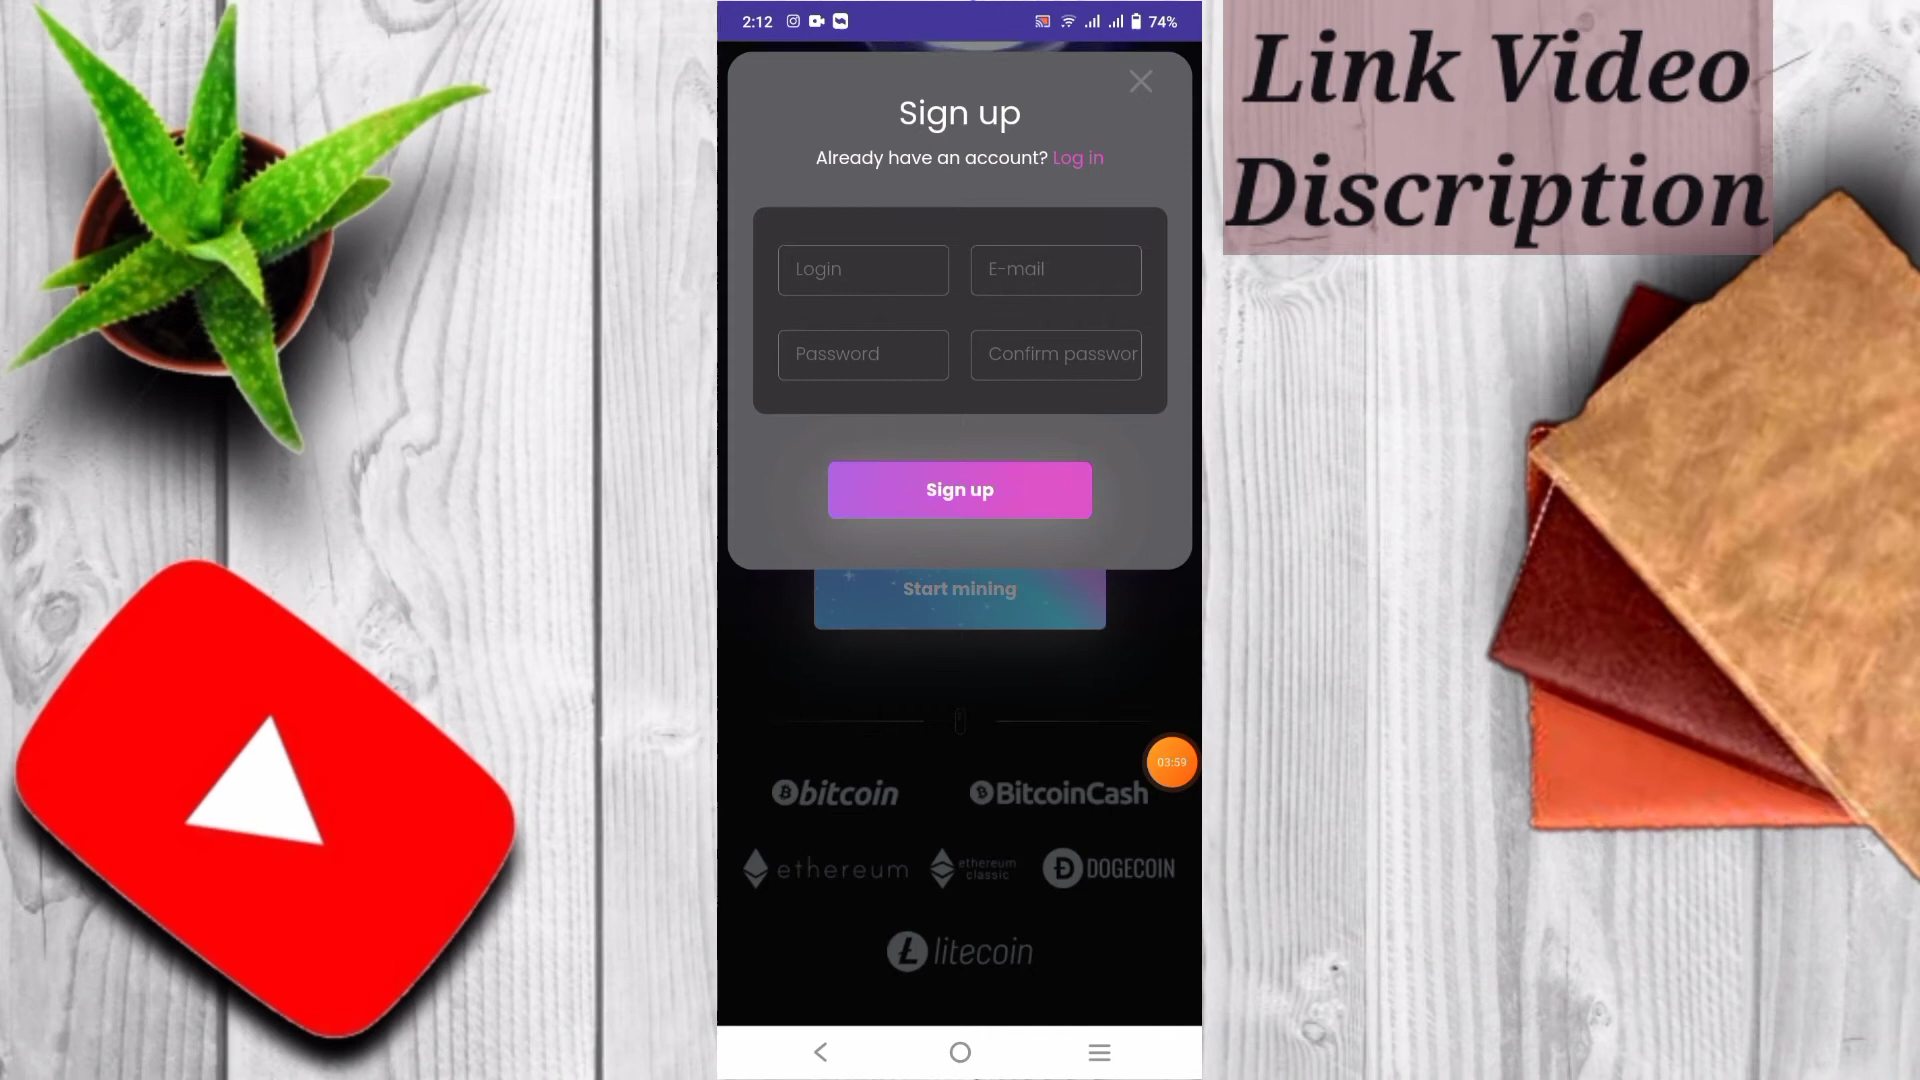 2:12
74%
Link Video
Discription
Sign up
Already have an account? Log in
Login
E-mail
Password
Confirm passwor
Sign up
Start mining
03:59
bitcoin
BitcoinCash
ethereum
ethereum
classic
DOGECOIN
litecoin